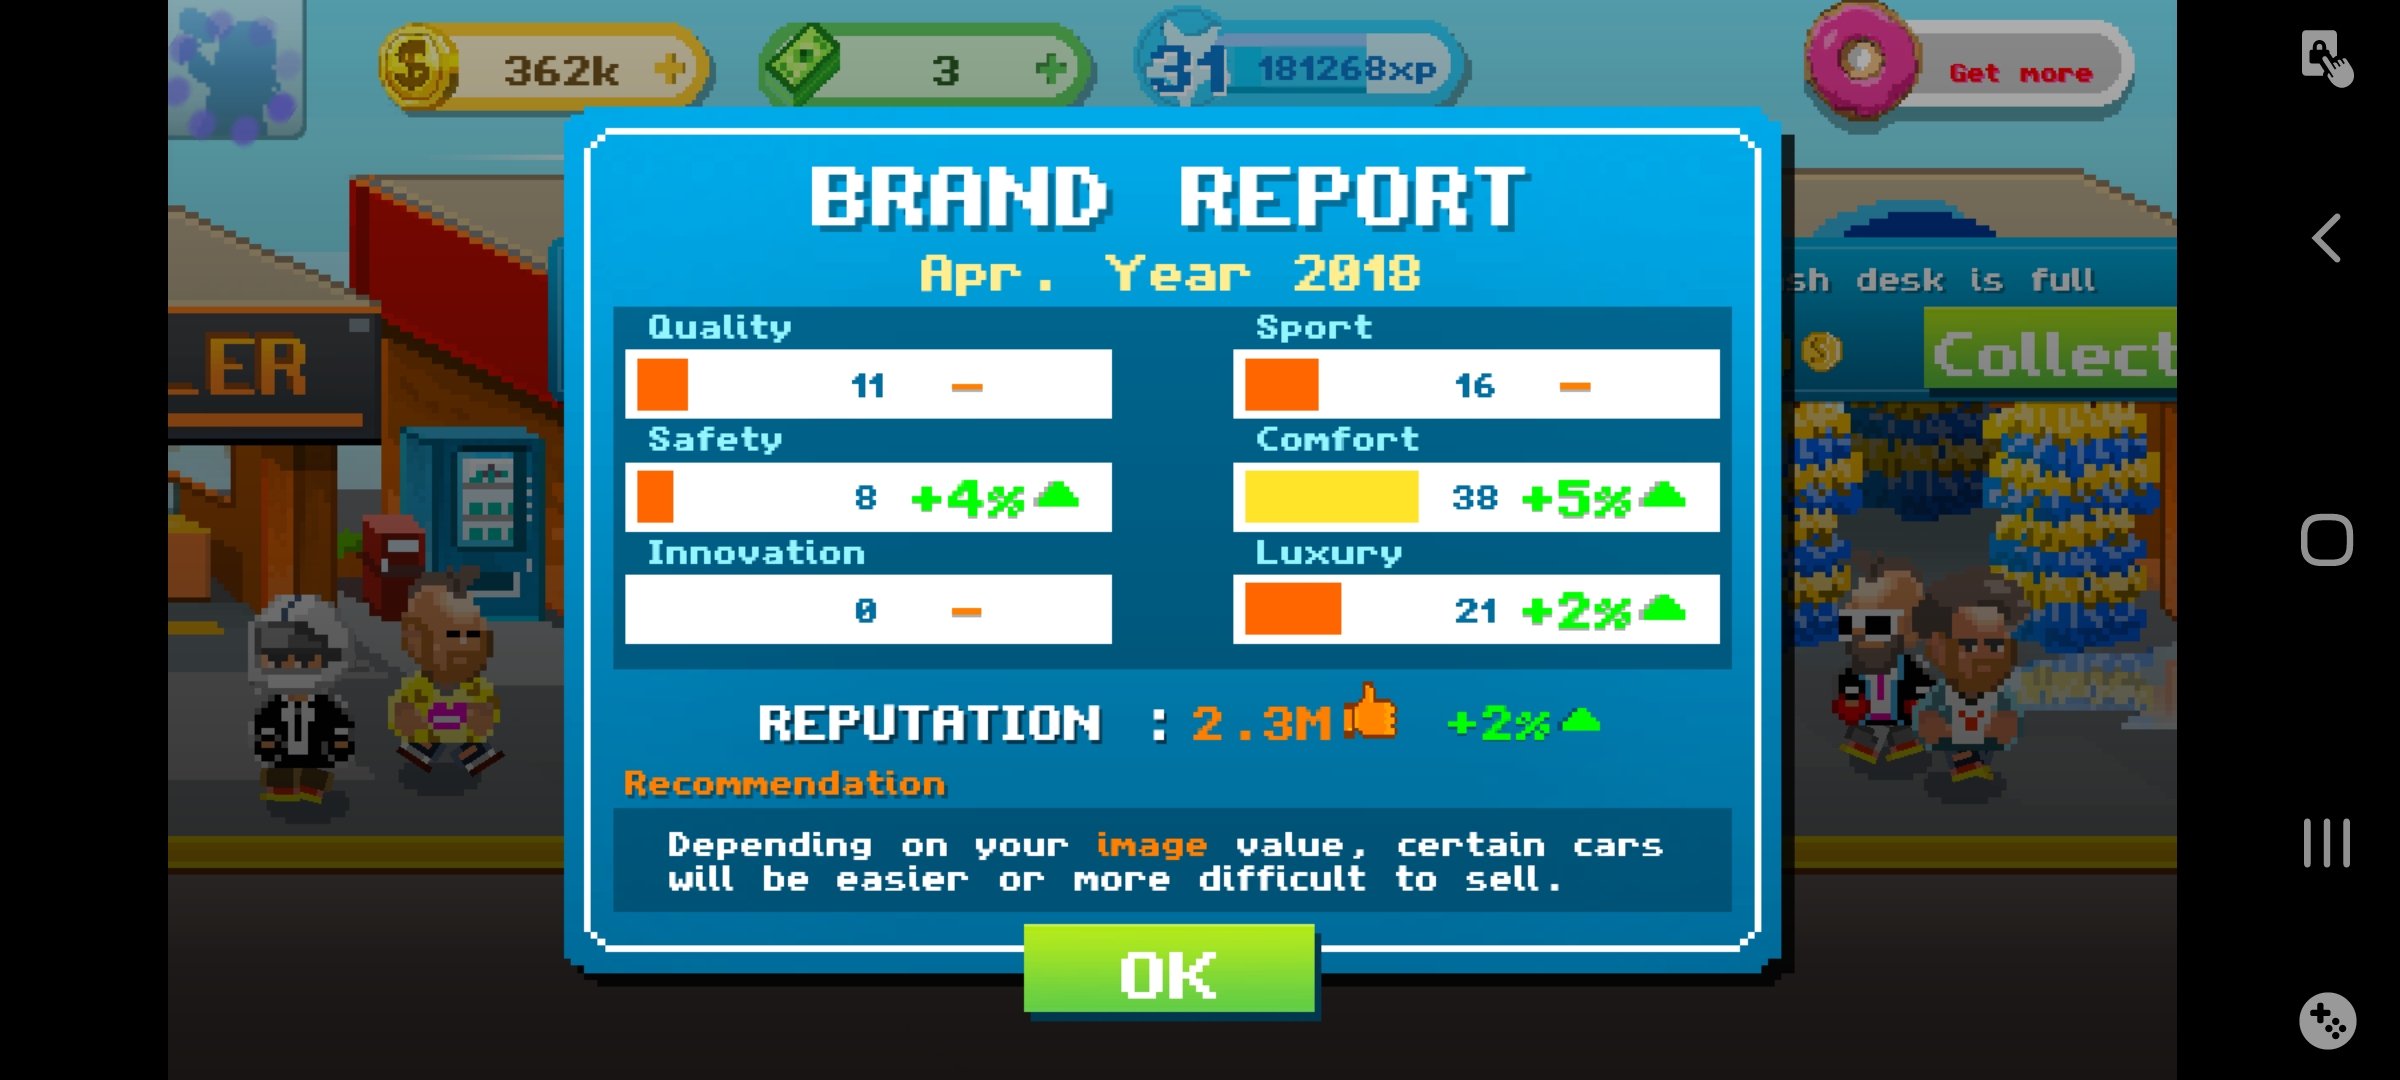 362k +
3 +
31 181268xp
Get more
BRAND REPORT
Apr. Year 2018
Quality
11 -
Sport
16 -
Safety
8 +4%
Comfort
38 +5%
Innovation
0 -
Luxury
21 +2%
REPUTATION : 2.3M +2%
Recommendation
Depending on your image value, certain cars
will be easier or more difficult to sell.
OK
ER
desk is full
Collect